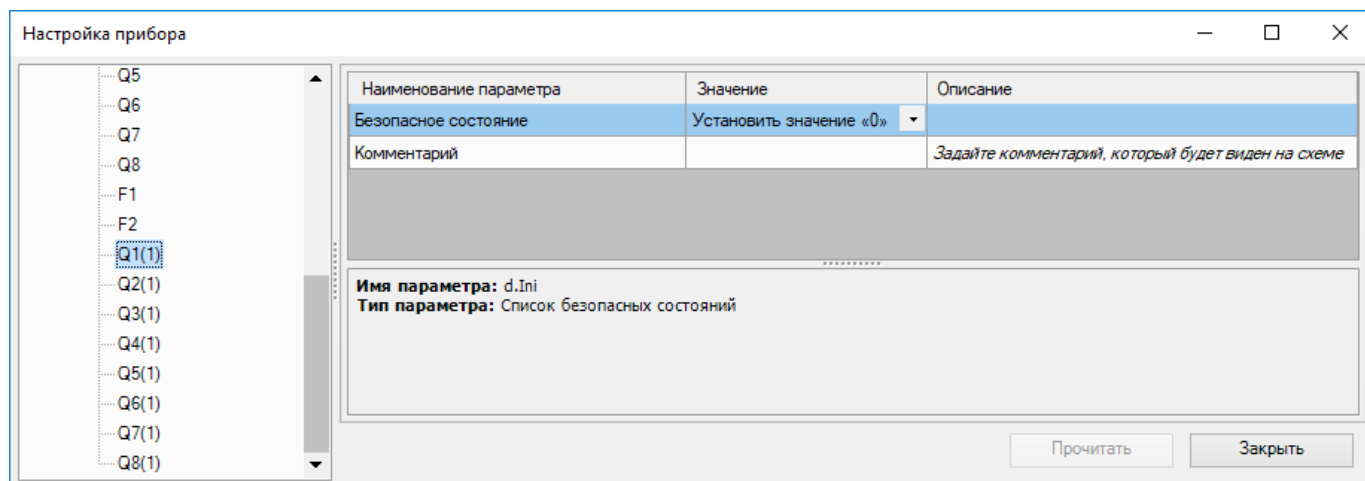 Настройка прибора
Q5
Q6
Q7
Q8
F1
F2
Q1(1)
Q2(1)
Q3(1)
Q4(1)
Q5(1)
Q6(1)
Q7(1)
Q8(1)
Наименование параметра Значение Описание
Безопасное состояние Установить значение «0»
Комментарий Задайте комментарий, который будет виден на схеме
Имя параметра: d.Ini
Тип параметра: Список безопасных состояний
Прочитать Закрыть